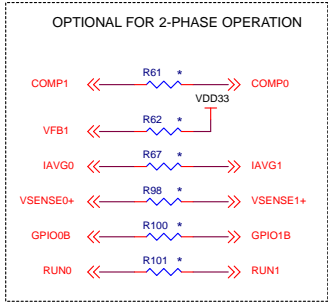 OPTIONAL FOR 2-PHASE OPERATION
COMP1 R61 * COMP0
VDD33
VFB1 R62 *
IAVG0 R67 * IAVG1
VSENSE0+ R98 * VSENSE1+
GPIO0B R100 * GPIO1B
RUN0 R101 * RUN1